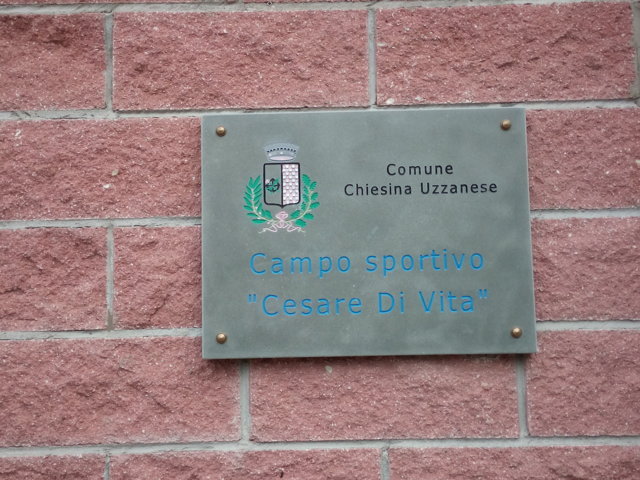 Comune
Chiesina Uzzanese
Campo sportivo
"Cesare Di Vita"